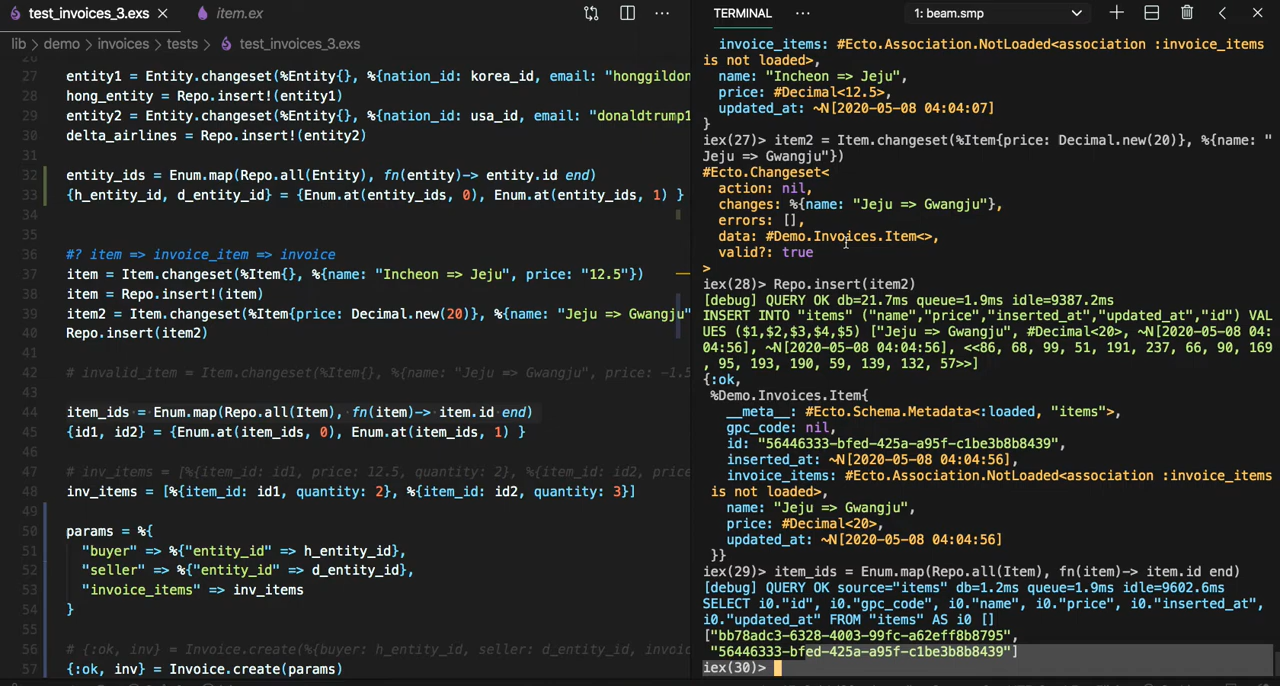 test_invoices_3.exs
item.ex
lib > demo > invoices > tests > test_invoices_3.exs
27 entity1 = Entity.changeset(%Entity{}, %{nation_id: korea_id, email: "honggildon
28 hong_entity = Repo.insert!(entity1)
29 entity2 = Entity.changeset(%Entity{}, %{nation_id: usa_id, email: "donaldtrump1
30 delta_airlines = Repo.insert!(entity2)
31
32 entity_ids = Enum.map(Repo.all(Entity), fn(entity)-> entity.id end)
33 {h_entity_id, d_entity_id} = {Enum.at(entity_ids, 0), Enum.at(entity_ids, 1) }
34
35
36 #? item => invoice_item => invoice
37 item = Item.changeset(%Item{}, %{name: "Incheon => Jeju", price: "12.5"})
38 item = Repo.insert!(item)
39 item2 = Item.changeset(%Item{price: Decimal.new(20)}, %{name: "Jeju => Gwangju"
40 Repo.insert(item2)
41
42 # invalid_item = Item.changeset(%Item{}, %{name: "Jeju => Gwangju", price: -1.5
43
44 item_ids = Enum.map(Repo.all(Item), fn(item)-> item.id end)
45 {id1, id2} = {Enum.at(item_ids, 0), Enum.at(item_ids, 1) }
46
47 # inv_items = [%{item_id: id1, price: 12.5, quantity: 2}, %{item_id: id2, price
48 inv_items = [%{item_id: id1, quantity: 2}, %{item_id: id2, quantity: 3}]
49
50 params = %{
51 "buyer" => %{"entity_id" => h_entity_id},
52 "seller" => %{"entity_id" => d_entity_id},
53 "invoice_items" => inv_items
54 }
55
56 # {:ok, inv} = Invoice.create(%{buyer: h_entity_id, seller: d_entity_id, invoic
57 {:ok, inv} = Invoice.create(params)
TERMINAL
1: beam.smp
invoice_items: #Ecto.Association.NotLoaded<association :invoice_items
is not loaded>,
name: "Incheon => Jeju",
price: #Decimal<12.5>,
updated_at: ~N[2020-05-08 04:04:07]
}
iex(27)> item2 = Item.changeset(%Item{price: Decimal.new(20)}, %{name: "
Jeju => Gwangju"})
#Ecto.Changeset<
action: nil,
changes: %{name: "Jeju => Gwangju"},
errors: [],
data: #Demo.Invoices.Item<>,
valid?: true
>
iex(28)> Repo.insert(item2)
[debug] QUERY OK db=21.7ms queue=1.9ms idle=9387.2ms
INSERT INTO "items" ("name","price","inserted_at","updated_at","id") VAL
UES ($1,$2,$3,$4,$5) ["Jeju => Gwangju", #Decimal<20>, ~N[2020-05-08 04:
04:56], ~N[2020-05-08 04:04:56], <<86, 68, 99, 51, 191, 237, 66, 90, 169
, 95, 193, 190, 59, 139, 132, 57>>]
{:ok,
%Demo.Invoices.Item{
__meta__: #Ecto.Schema.Metadata<:loaded, "items">,
gpc_code: nil,
id: "56446333-bfed-425a-a95f-c1be3b8b8439",
inserted_at: ~N[2020-05-08 04:04:56],
invoice_items: #Ecto.Association.NotLoaded<association :invoice_items
is not loaded>,
name: "Jeju => Gwangju",
price: #Decimal<20>,
updated_at: ~N[2020-05-08 04:04:56]
}}
iex(29)> item_ids = Enum.map(Repo.all(Item), fn(item)-> item.id end)
[debug] QUERY OK source="items" db=1.2ms queue=1.9ms idle=9602.6ms
SELECT i0."id", i0."gpc_code", i0."name", i0."price", i0."inserted_at",
i0."updated_at" FROM "items" AS i0 []
["bb78adc3-6328-4003-99fc-a62eff8b8795",
"56446333-bfed-425a-a95f-c1be3b8b8439"]
iex(30)>